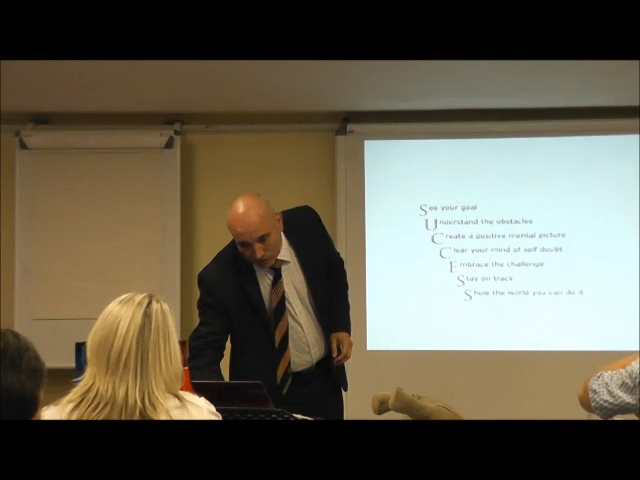 See your goal
Understand the obstacles
Create a positive mental picture
Clear your mind of self doubt
Embrace the challenge
Stay on track
Show the world you can do it